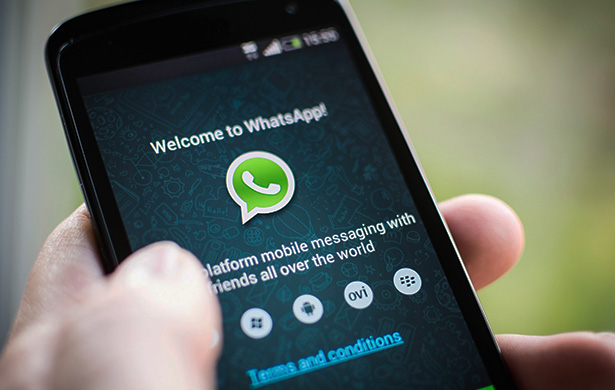 Welcome to WhatsApp!
platform mobile messaging with
friends all over the world
ovi
Terms and conditions